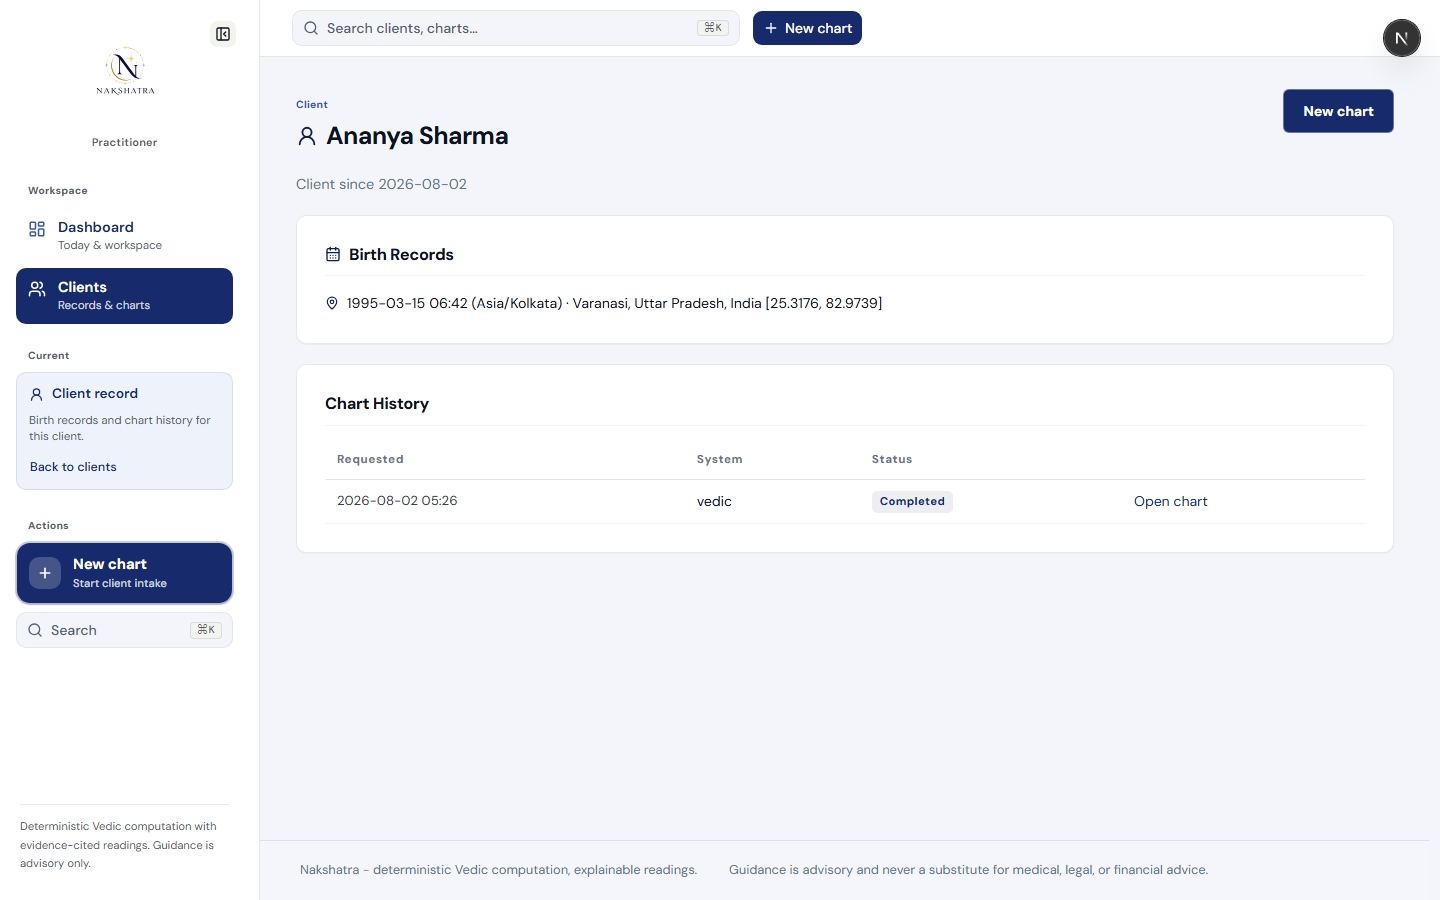 N
NAKSHATRA
Practitioner
Workspace
Dashboard
Today & workspace
Clients
Records & charts
Current
Client record
Birth records and chart history for
this client.
Back to clients
Actions
New chart
Start client intake
Search ⌘K
Deterministic Vedic computation with
evidence-cited readings. Guidance is
advisory only.
Search clients, charts... ⌘K
New chart
N
Client
Ananya Sharma
New chart
Client since 2026-08-02
Birth Records
1995-03-15 06:42 (Asia/Kolkata) · Varanasi, Uttar Pradesh, India [25.3176, 82.9739]
Chart History
Requested System Status
2026-08-02 05:26 vedic Completed Open chart
Nakshatra - deterministic Vedic computation, explainable readings. Guidance is advisory and never a substitute for medical, legal, or financial advice.